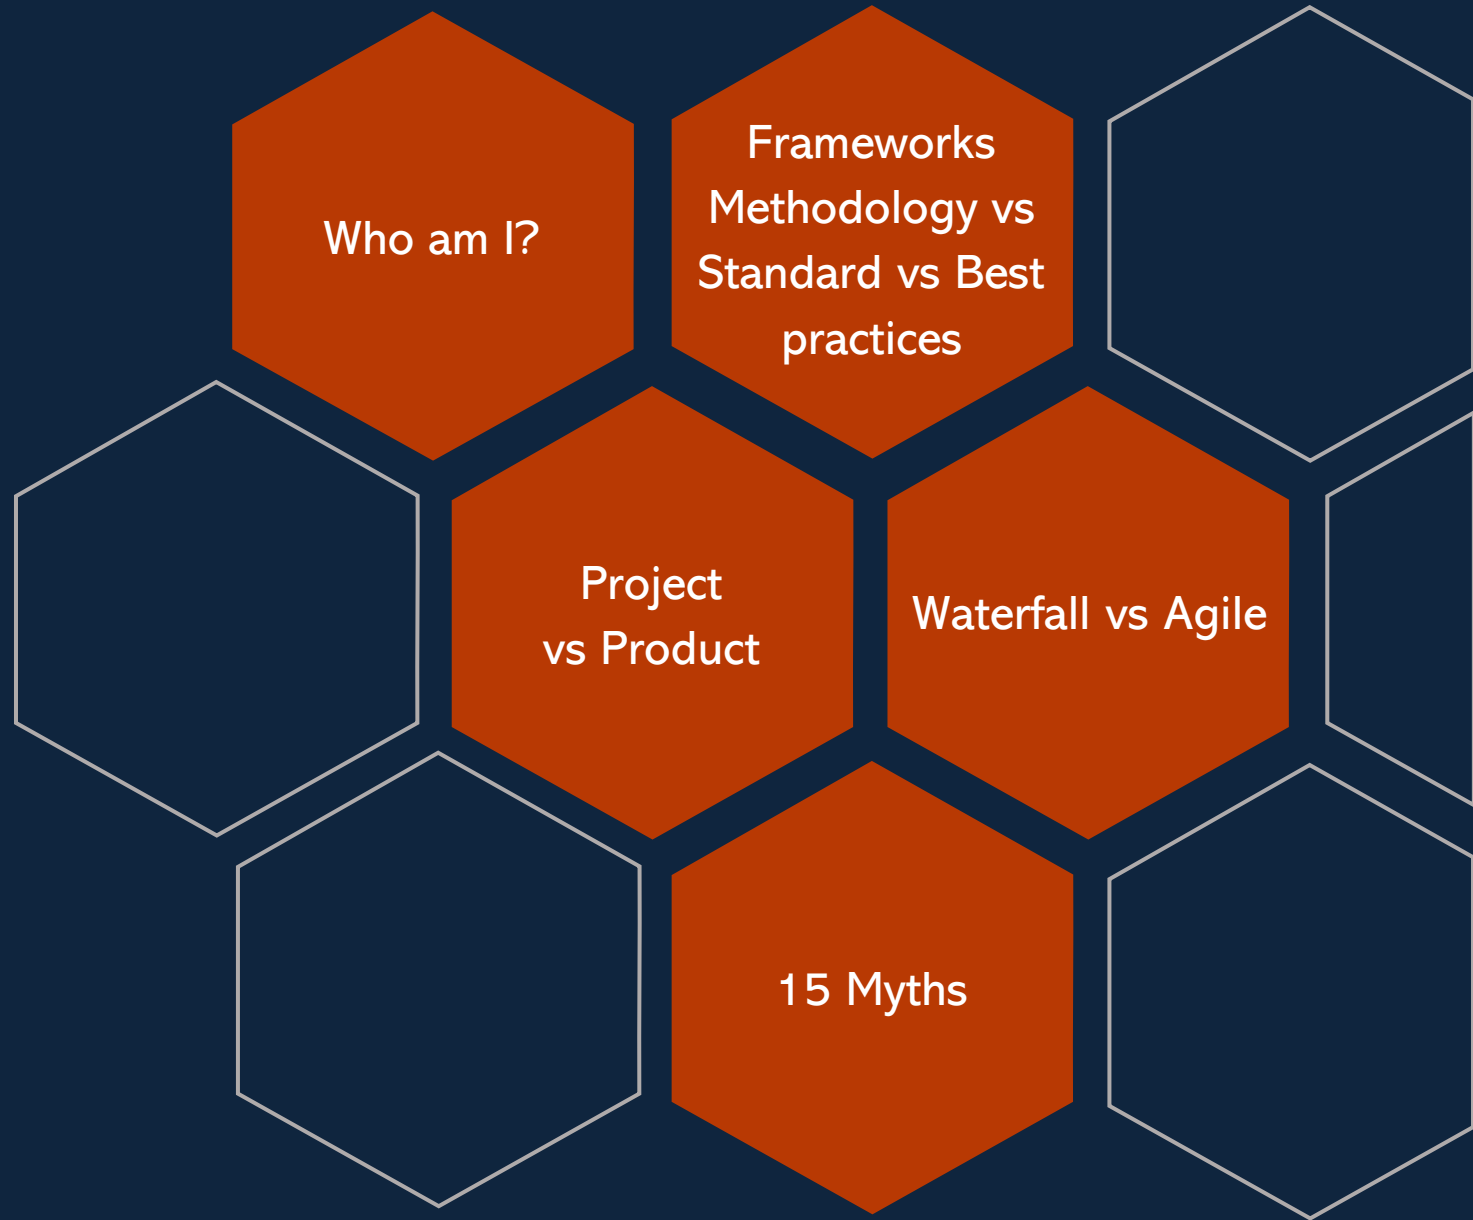 Who am I?
Frameworks
Methodology vs
Standard vs Best
practices
Project
vs Product
Waterfall vs Agile
15 Myths